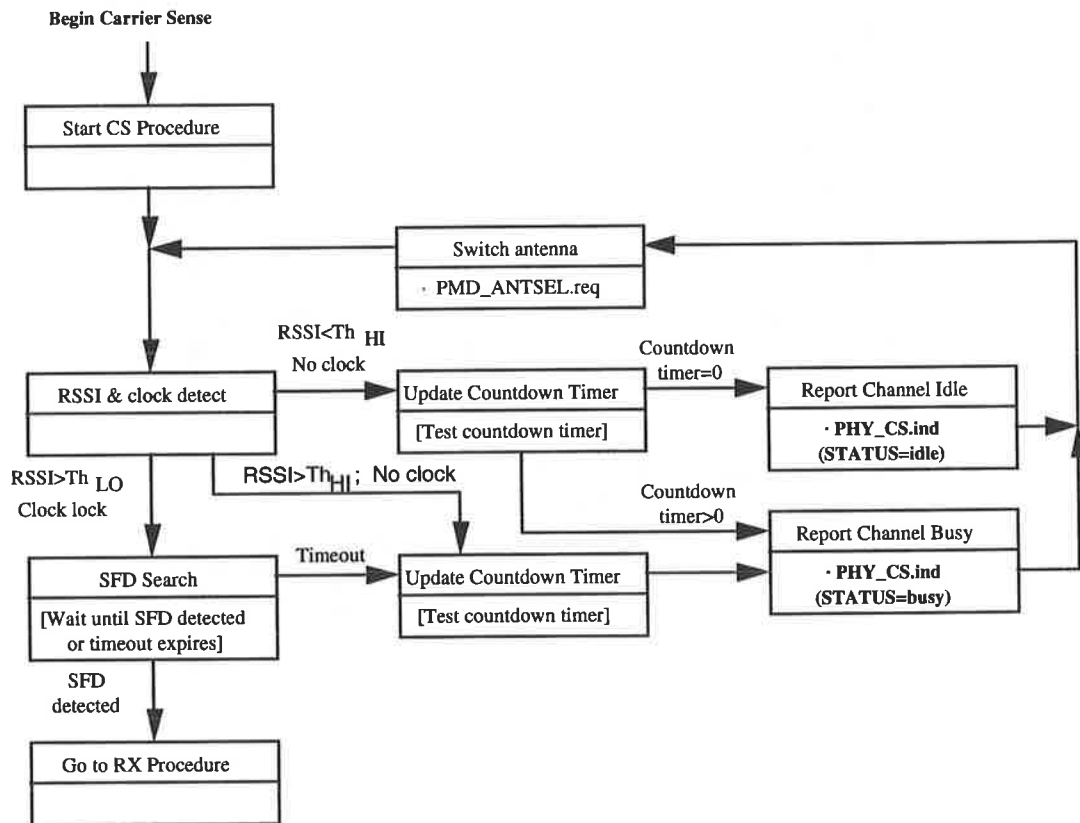 Begin Carrier Sense
Start CS Procedure
Switch antenna
· PMD_ANTSEL.req
RSSI<Th HI
No clock
Countdown
timer=0
RSSI & clock detect
Update Countdown Timer
[Test countdown timer]
Report Channel Idle
· PHY_CS.ind
(STATUS=idle)
RSSI>Th LO
Clock lock
RSSI>ThHI; No clock
Countdown
timer>0
Report Channel Busy
· PHY_CS.ind
(STATUS=busy)
SFD Search
[Wait until SFD detected
or timeout expires]
Timeout
Update Countdown Timer
[Test countdown timer]
SFD
detected
Go to RX Procedure